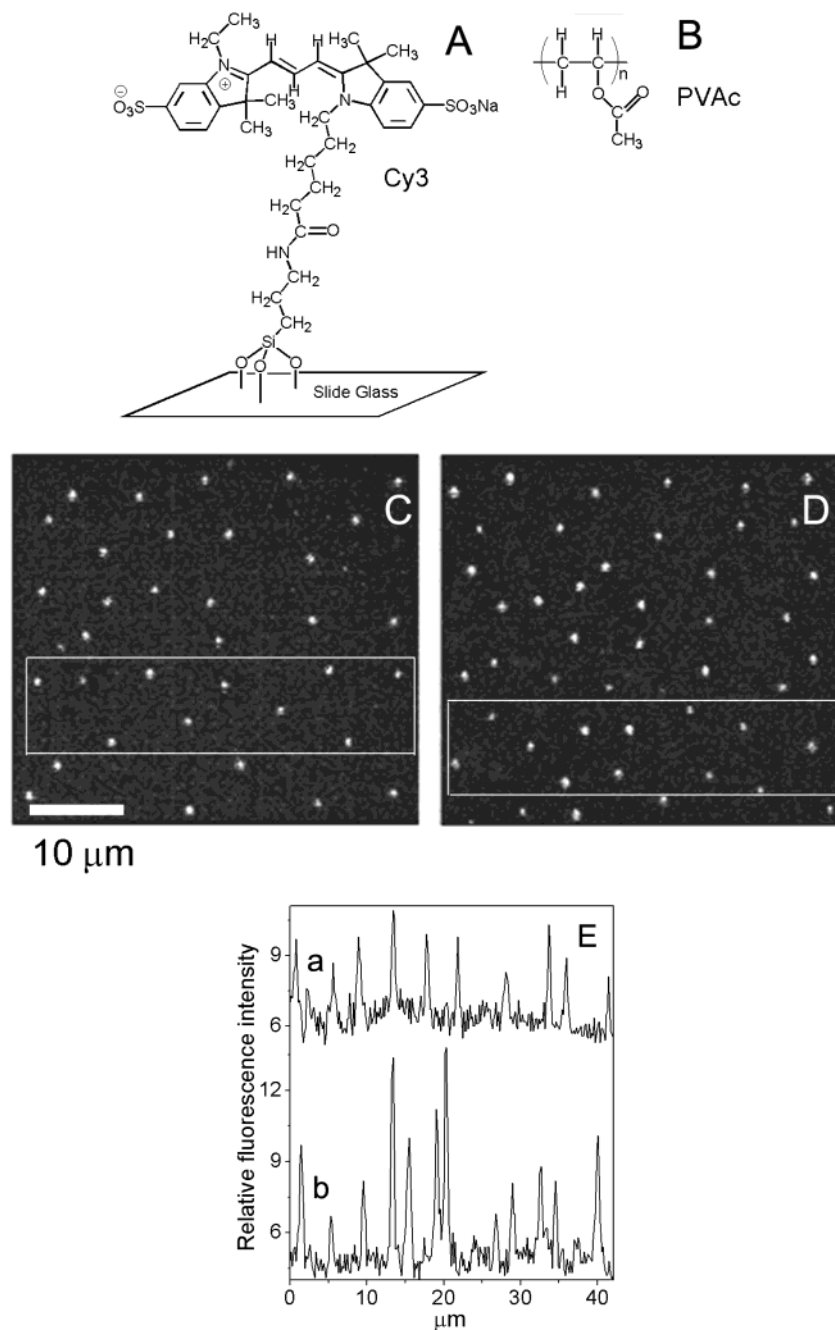 A
B
H
H
CH₃
H₃C
CH₃
H
H
N
⊕
H
N
⊖
O₃S
CH₃
CH₃
H₂C
SO₃Na
C
C
n
H
O
O
C
CH₃
PVAc
CH₂
H₂C
CH₂
H₂C
Cy3
C
O
HN
CH₂
H₂C
CH₂
Si
O
O
O
Slide Glass
C
D
10 μm
E
a
b
Relative fluorescence intensity
9
6
12
9
6
0
10
20
30
40
μm